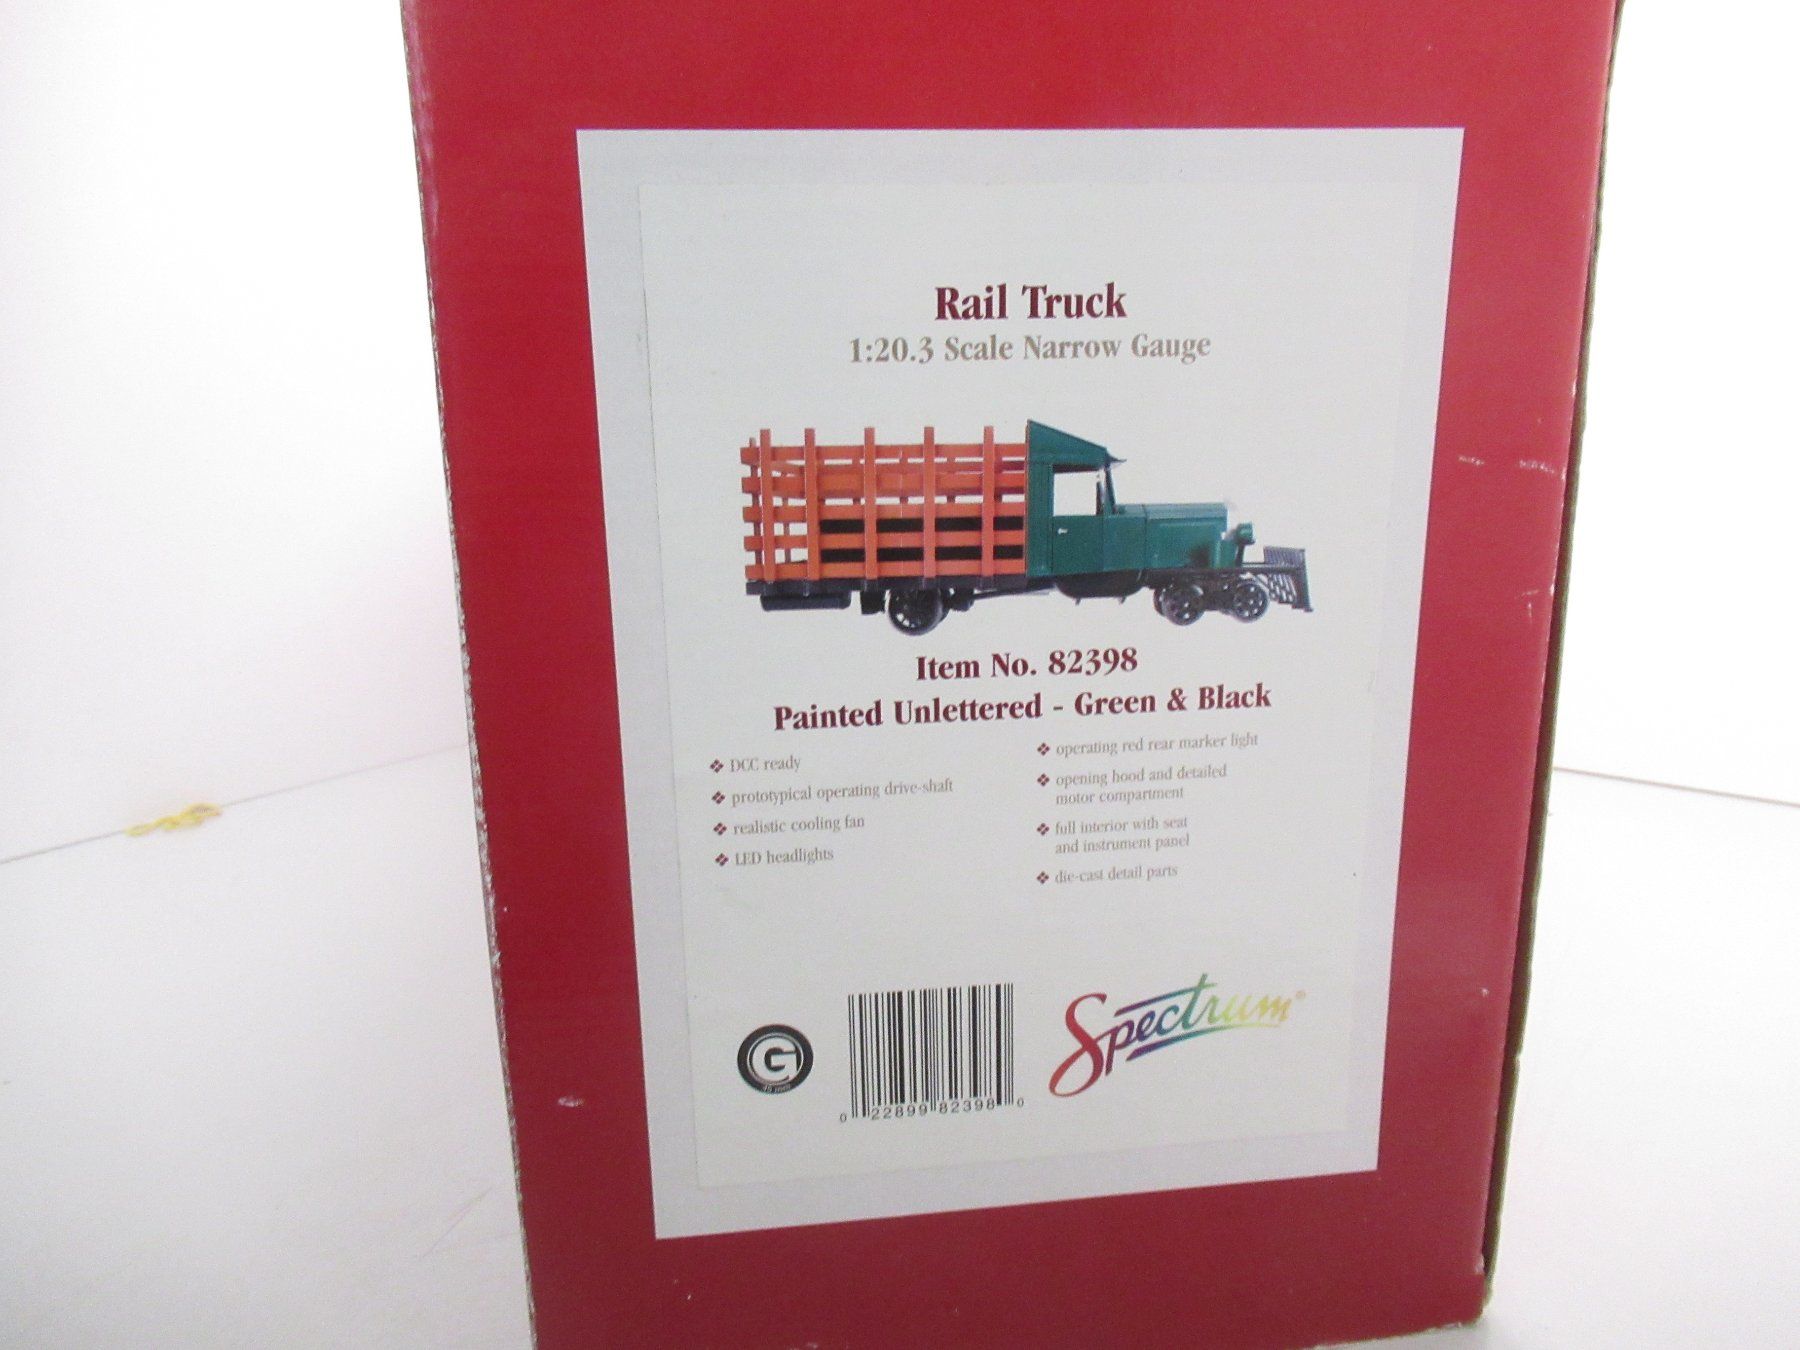 Rail Truck
1:20.3 Scale Narrow Gauge
Item No. 82398
Painted Unlettered - Green & Black
❖ DCC ready
❖ prototypical operating drive-shaft
❖ realistic cooling fan
❖ LED headlights
❖ operating red rear marker light
❖ opening hood and detailed
motor compartment
❖ full interior with seat
and instrument panel
❖ die-cast detail parts
G
45 mm
0 22899 82398 0
Spectrum®